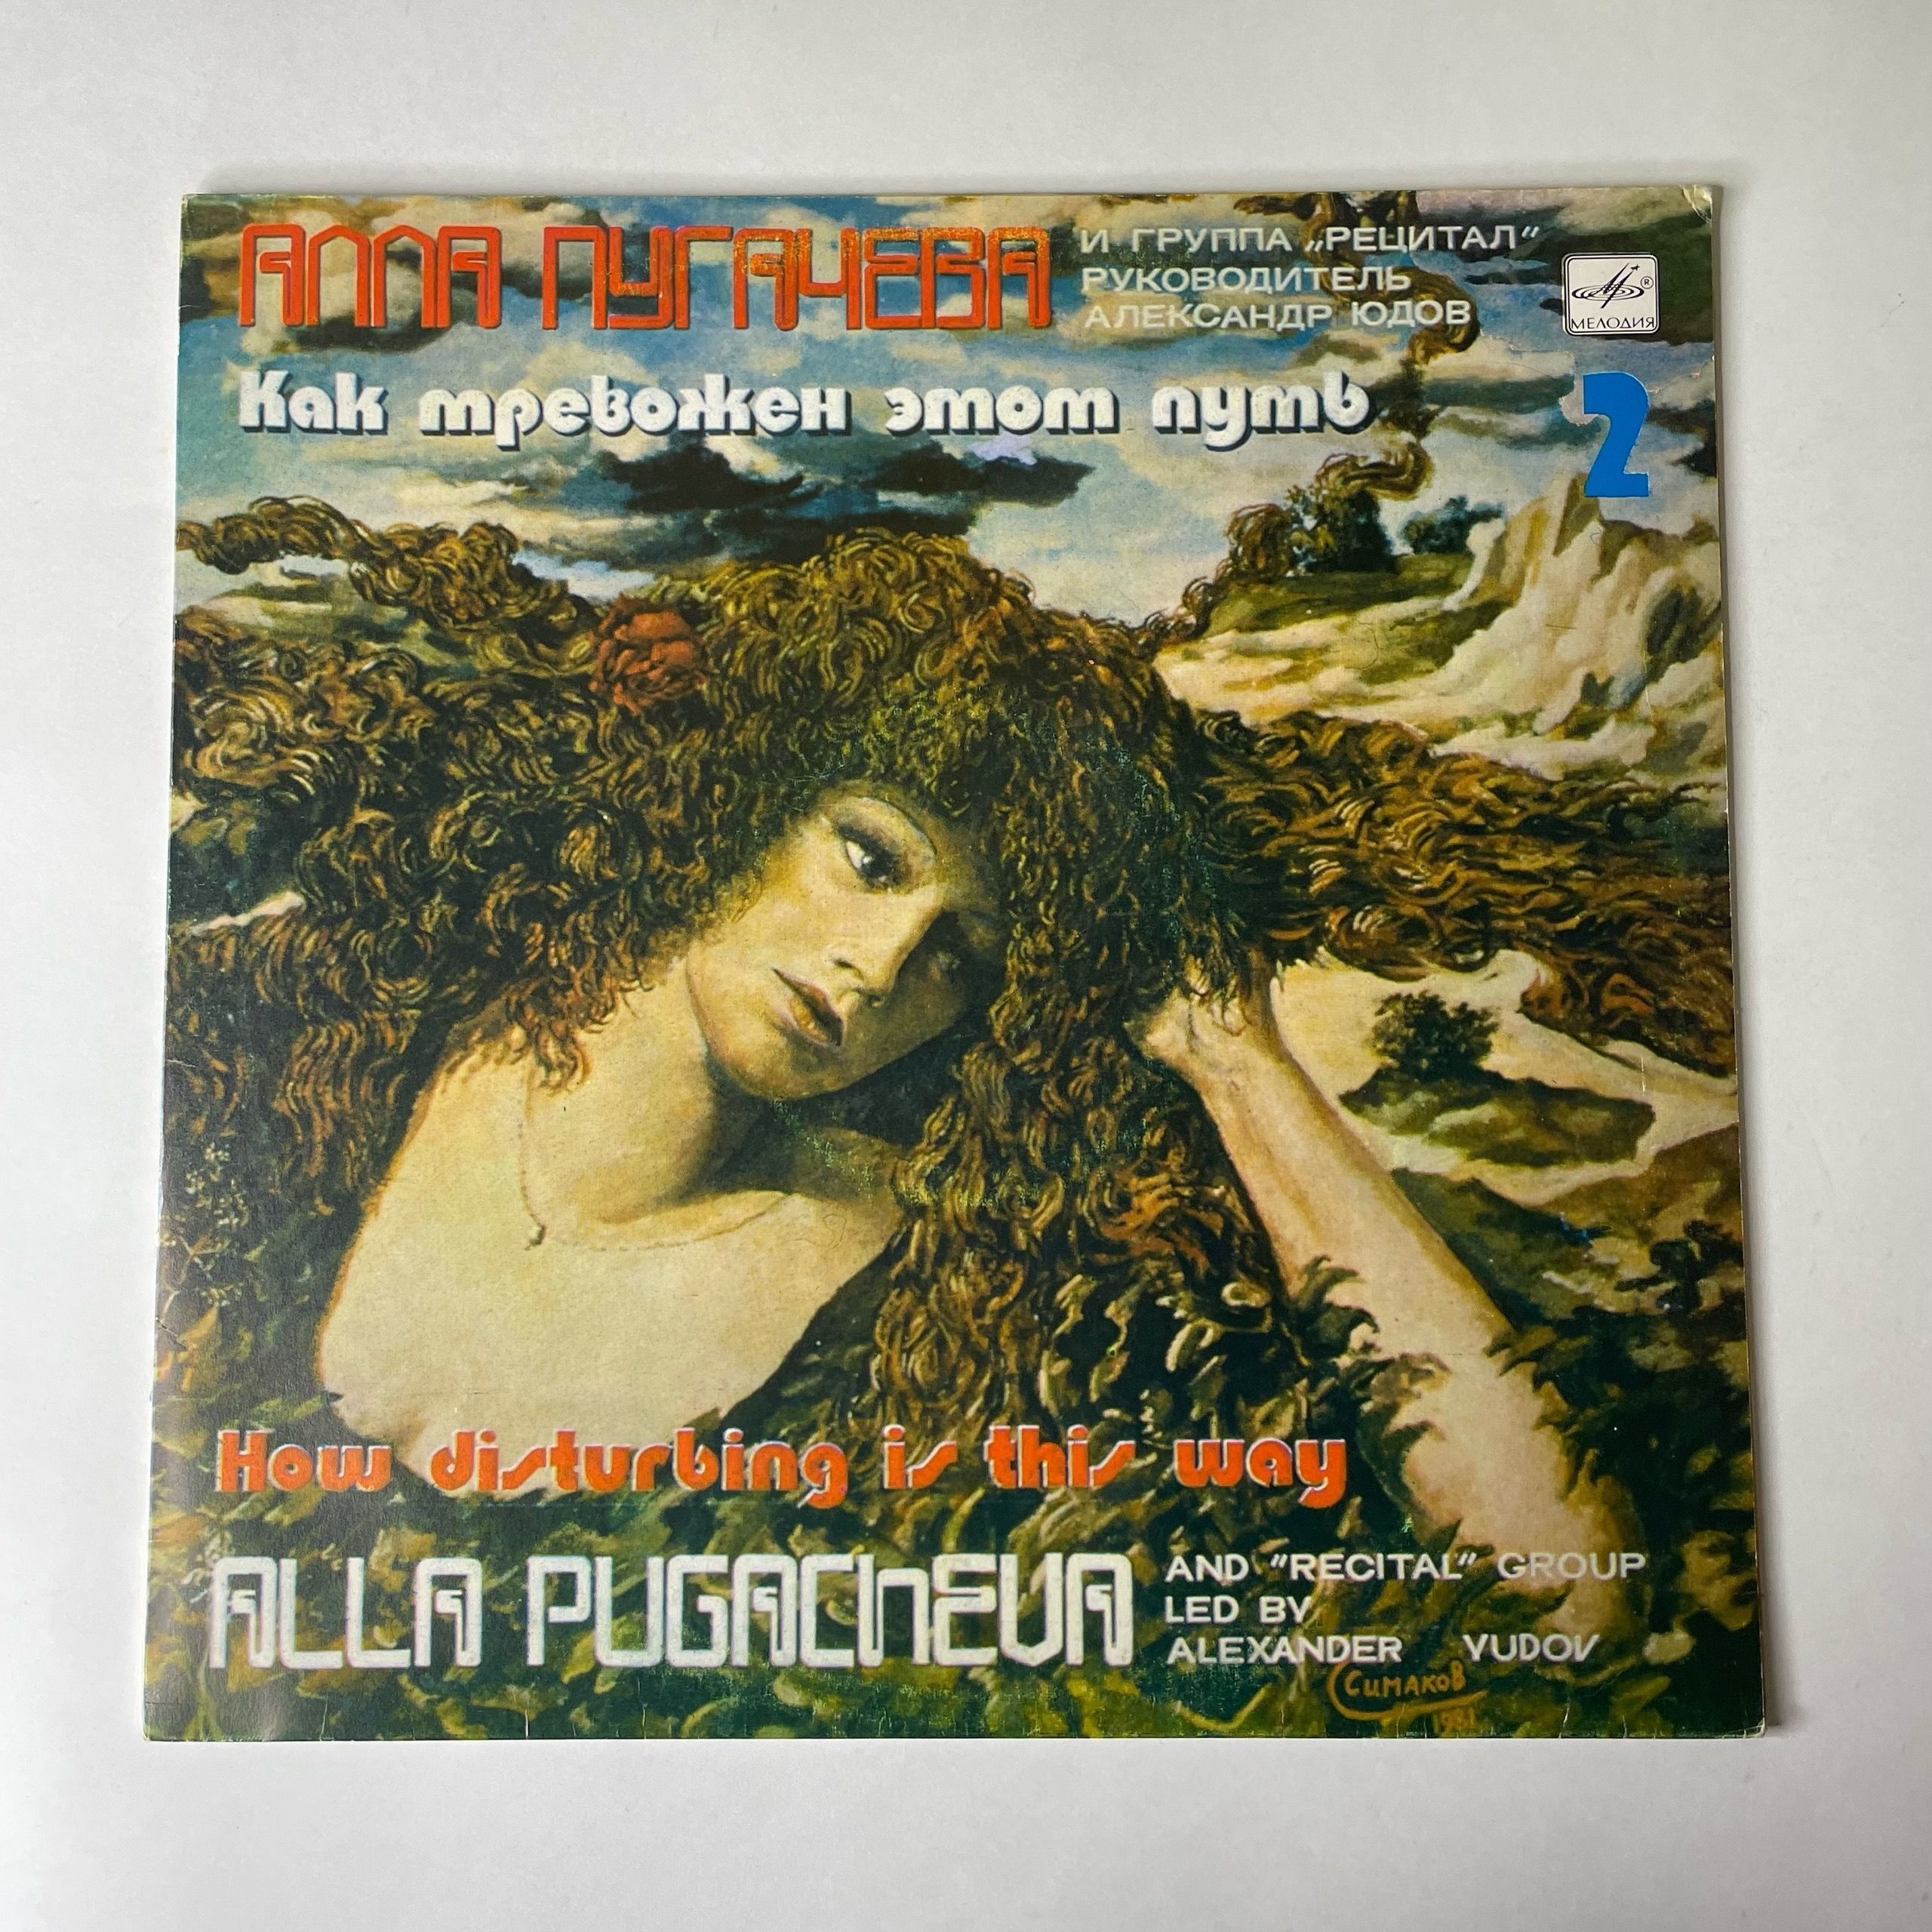 АЛЛА ПУГАЧЕВА
И ГРУППА „РЕЦИТАЛ“
РУКОВОДИТЕЛЬ
АЛЕКСАНДР ЮДОВ
МЕЛОДИЯ
®
Как тревожен этот путь
2
How disturbing is this way
ALLA PUGACHEVA
AND "RECITAL" GROUP
LED BY
ALEXANDER YUDOV
Симаков
1981